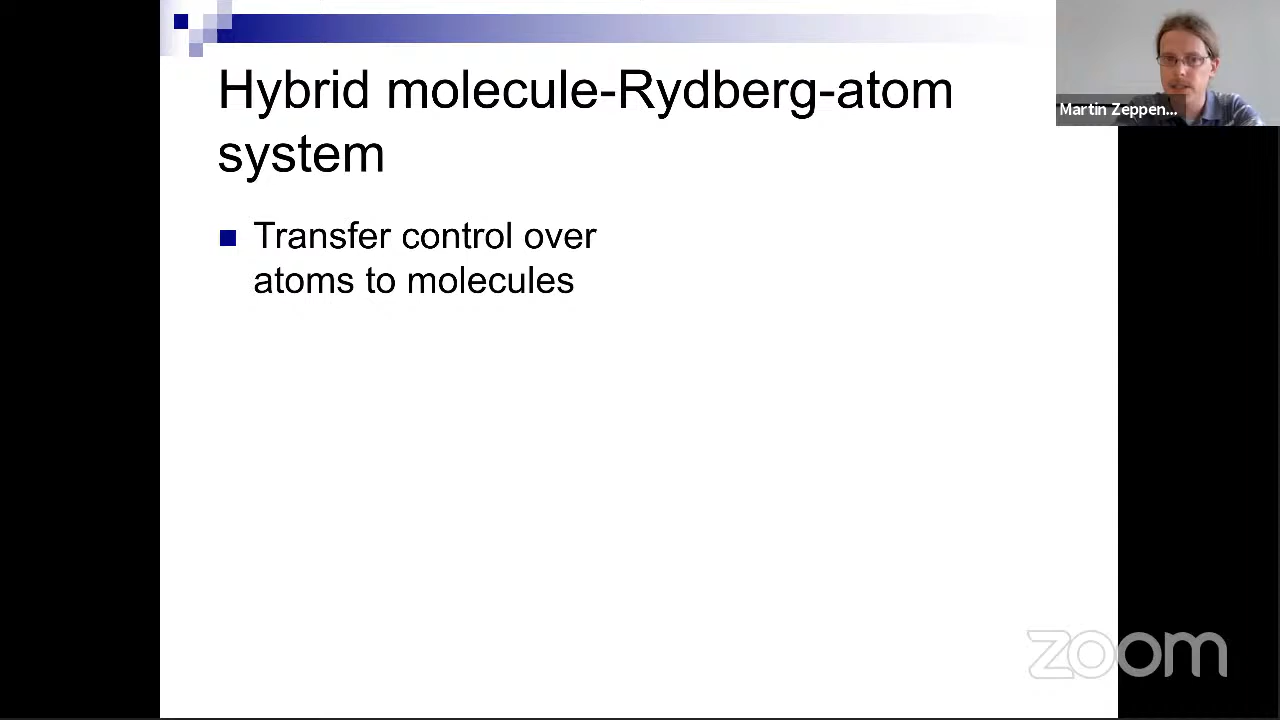 Hybrid molecule-Rydberg-atom
system
Transfer control over
atoms to molecules
Martin Zeppen...
zoom